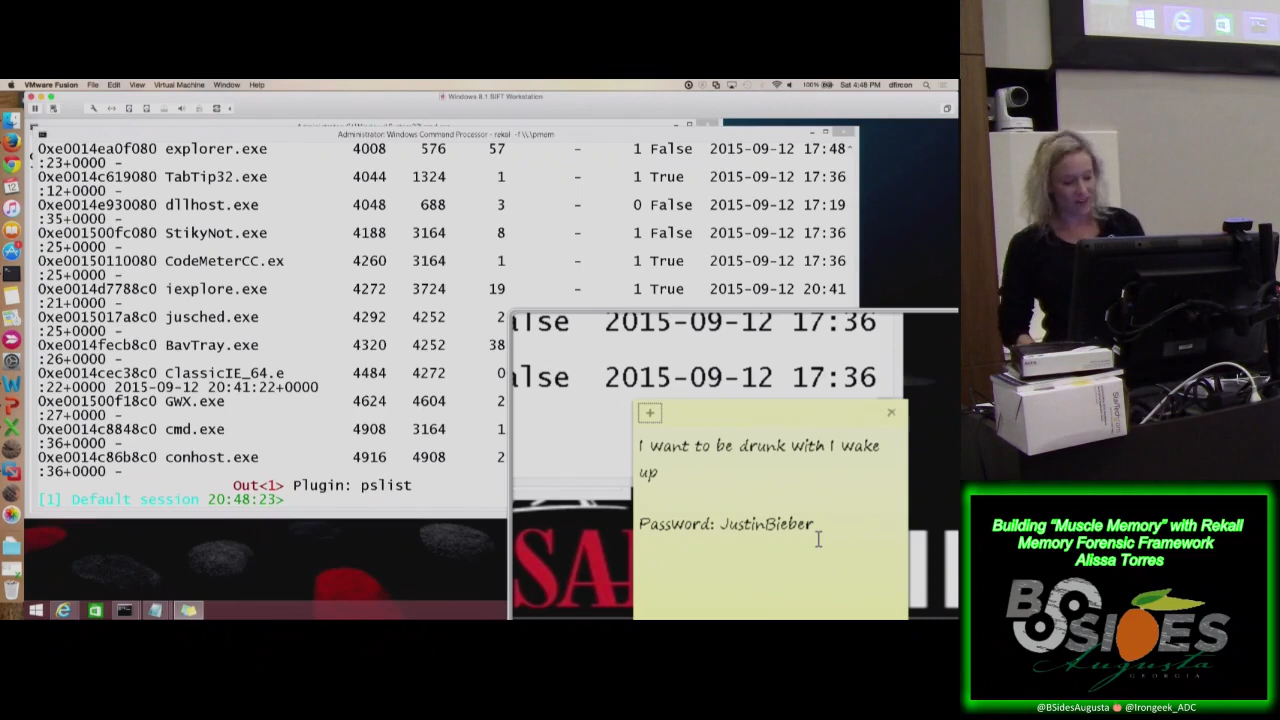 VMware Fusion File Edit View Virtual Machine Window Help 100% Sat 4:48 PM dfircon
Windows 8.1 SIFT Workstation
Administrator: Windows Command Processor - rekal -f \\.\pmem
0xe0014ea0f080 explorer.exe 4008 576 57 - 1 False 2015-09-12 17:48
:23+0000 -
0xe0014c619080 TabTip32.exe 4044 1324 1 - 1 True 2015-09-12 17:36
:12+0000 -
0xe0014e930080 dllhost.exe 4048 688 3 - 0 False 2015-09-12 17:19
:35+0000 -
0xe001500fc080 StikyNot.exe 4188 3164 8 - 1 False 2015-09-12 17:36
:25+0000 -
0xe00150110080 CodeMeterCC.ex 4260 3164 1 - 1 True 2015-09-12 17:36
:25+0000 -
0xe0014d7788c0 iexplore.exe 4272 3724 19 - 1 True 2015-09-12 20:41
:21+0000 -
0xe015017a8c0 jusched.exe 4292 4252 2
:25+0000 -
0xe0014fecb8c0 BavTray.exe 4320 4252 38
:26+0000 -
0xe0014cec38c0 ClassicIE_64.e 4484 4272 0
:22+0000 2015-09-12 20:41:22+0000
0xe001500f18c0 GWX.exe 4624 4604 2
:27+0000 -
0xe0014c8848c0 cmd.exe 4908 3164 1
:36+0000 -
0xe0014c86b8c0 conhost.exe 4916 4908 2
:36+0000 -
Out<1> Plugin: pslist
[1] Default session 20:48:23>
alse 2015-09-12 17:36
alse 2015-09-12 17:36
I want to be drunk with I wake
up
Password: JustinBieber
StarTech.com
Building “Muscle Memory” with Rekall
Memory Forensic Framework
Alissa Torres
BSIDES
Augusta
GEORGIA
@BSidesAugusta @Irongeek_ADC